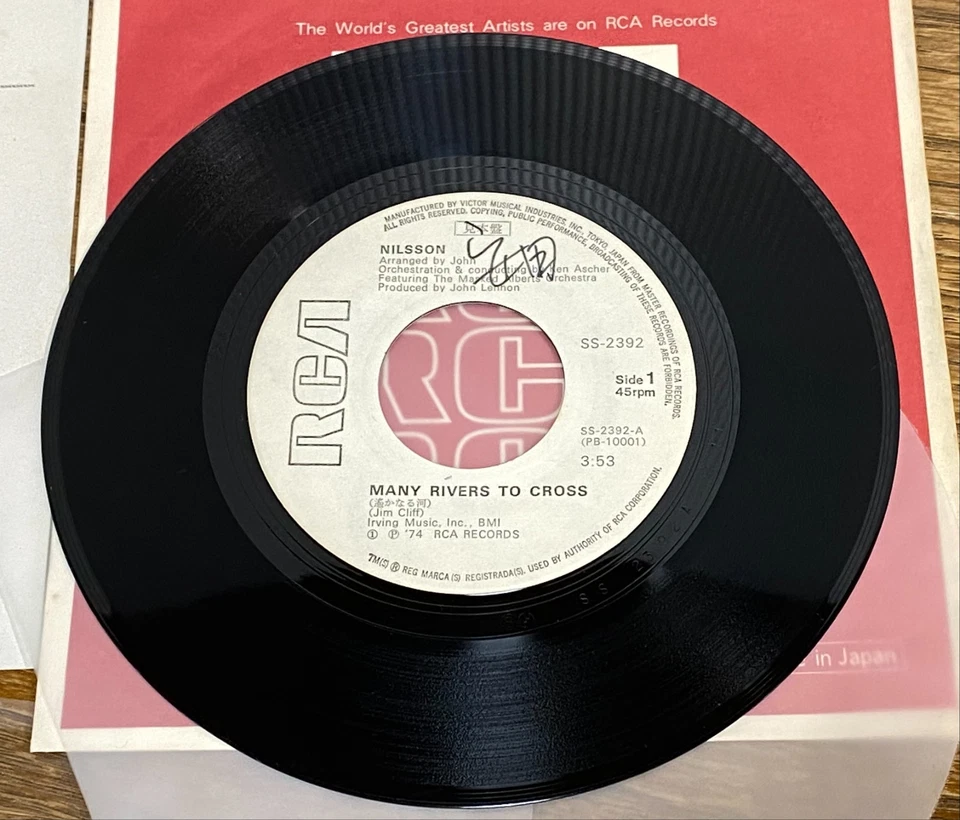 The World's Greatest Artists are on RCA Records
MANUFACTURED BY VICTOR MUSICAL INDUSTRIES, INC. TOKYO, JAPAN FROM MASTER RECORDINGS OF RCA RECORDS.
ALL RIGHTS RESERVED. COPYING, PUBLIC PERFORMANCE, BROADCASTING OF THESE RECORDS ARE FORBIDDEN.
見本盤
NILSSON
Arranged by John
Orchestration & conducting by Ken Ascher
Featuring The Masked Alberts Orchestra
Produced by John Lennon
RCA
RC
SS-2392
Side 1
45rpm
SS-2392-A
(PB-10001)
3:53
MANY RIVERS TO CROSS
(遙かなる河)
(Jim Cliff)
Irving Music, Inc., BMI
① ℗ '74 RCA RECORDS
TM(S) ® REG MARCA(S) REGISTRADA(S). USED BY AUTHORITY OF RCA CORPORATION.
in Japan